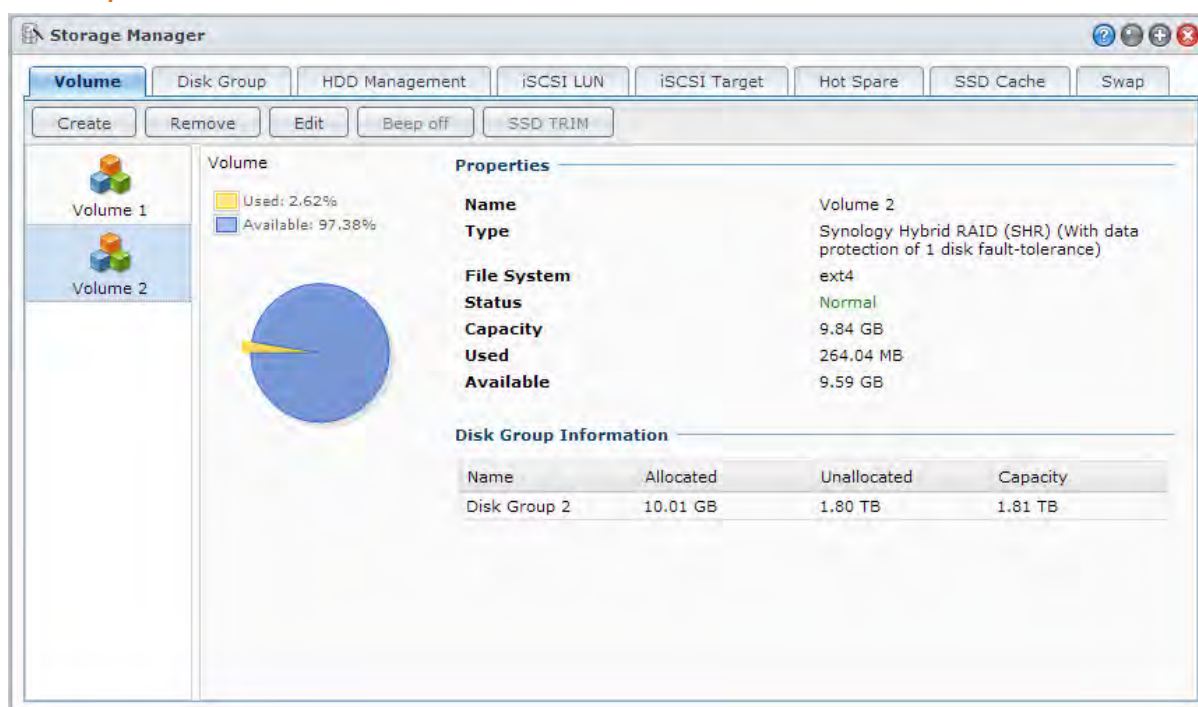 Storage Manager
Volume Disk Group HDD Management iSCSI LUN iSCSI Target Hot Spare SSD Cache Swap
Create Remove Edit Beep off SSD TRIM
Volume 1
Volume 2
Volume
Used: 2.62%
Available: 97.38%
Properties
Name Volume 2
Type Synology Hybrid RAID (SHR) (With data
protection of 1 disk fault-tolerance)
File System ext4
Status Normal
Capacity 9.84 GB
Used 264.04 MB
Available 9.59 GB
Disk Group Information
Name Allocated Unallocated Capacity
Disk Group 2 10.01 GB 1.80 TB 1.81 TB